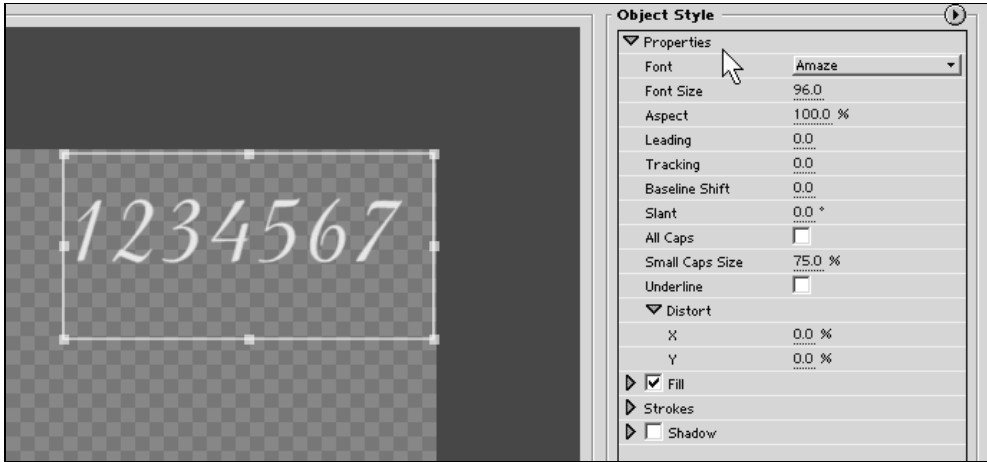 Object Style
Properties
Font Amaze
Font Size 96.0
Aspect 100.0 %
Leading 0.0
Tracking 0.0
Baseline Shift 0.0
Slant 0.0 °
All Caps
Small Caps Size 75.0 %
Underline
Distort
X 0.0 %
Y 0.0 %
Fill
Strokes
Shadow
1234567